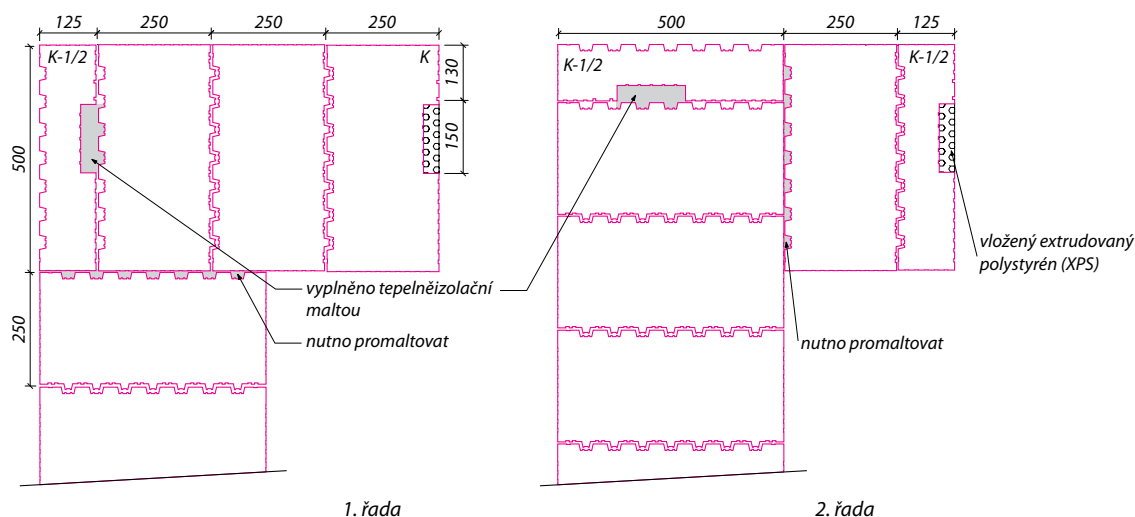 125 250 250 250
K-1/2 K
130
150
500
250
vyplněno tepelněizolační
maltou
nutno promaltovat
1. řada
500 250 125
K-1/2 K-1/2
vložený extrudovaný
polystyrén (XPS)
nutno promaltovat
2. řada